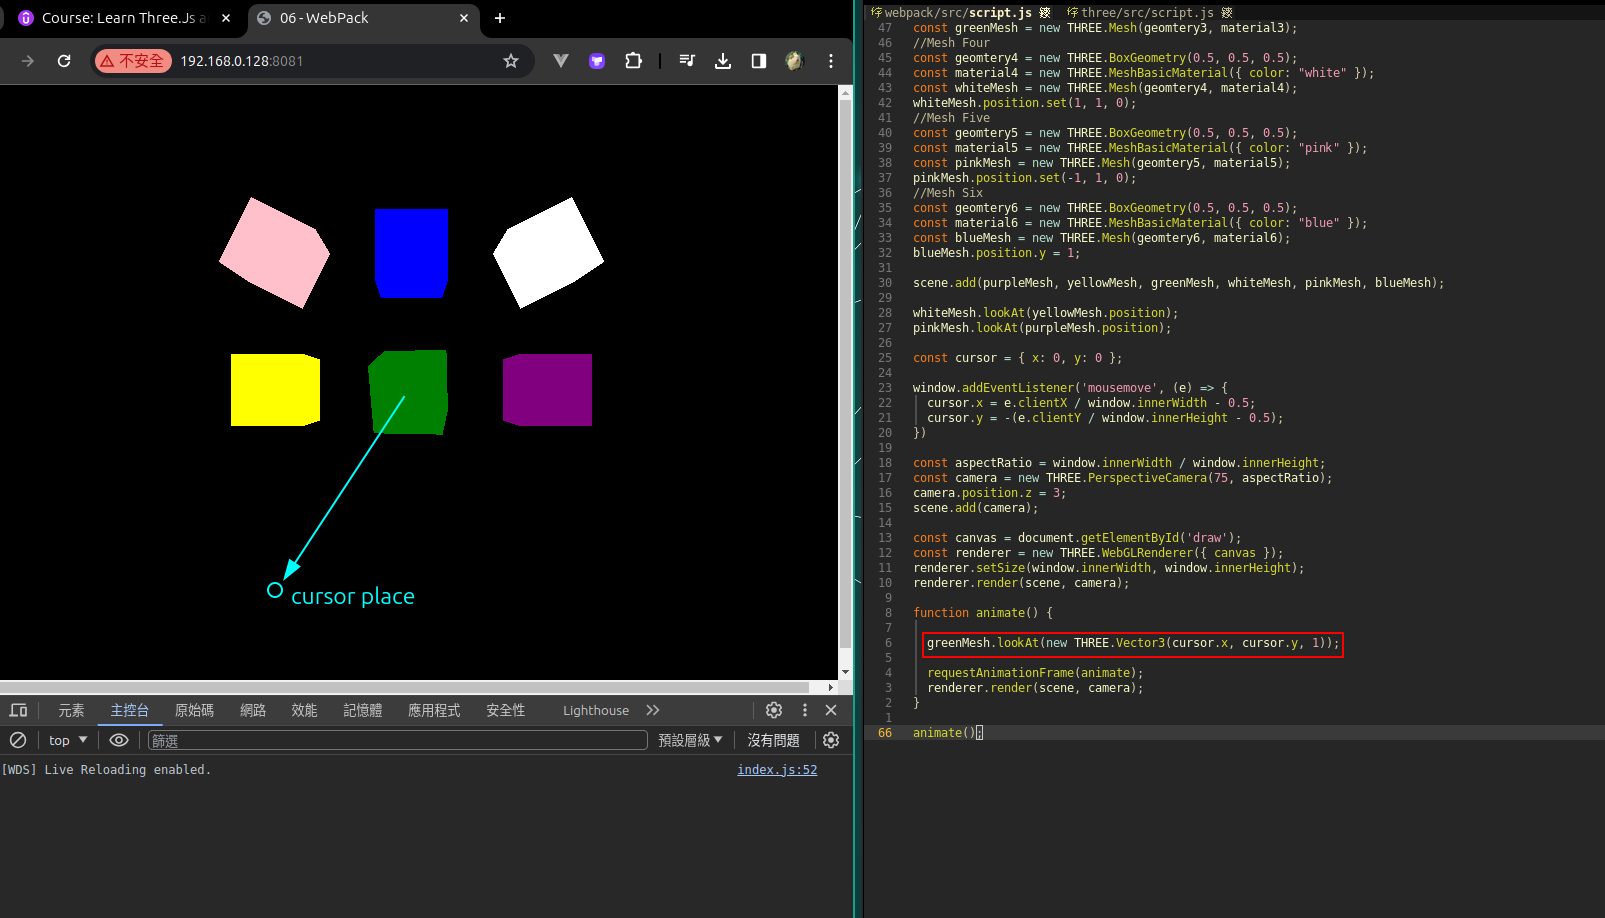 Course: Learn Three.Js a
06 - WebPack
不安全
192.168.0.128:8081
cursor place
元素
主控台
原始碼
網路
效能
記憶體
應用程式
安全性
Lighthouse
top
篩選
預設層級
沒有問題
[WDS] Live Reloading enabled.
index.js:52
webpack/src/script.js
three/src/script.js
47 const greenMesh = new THREE.Mesh(geomtery3, material3);
46 //Mesh Four
45 const geomtery4 = new THREE.BoxGeometry(0.5, 0.5, 0.5);
44 const material4 = new THREE.MeshBasicMaterial({ color: "white" });
43 const whiteMesh = new THREE.Mesh(geomtery4, material4);
42 whiteMesh.position.set(1, 1, 0);
41 //Mesh Five
40 const geomtery5 = new THREE.BoxGeometry(0.5, 0.5, 0.5);
39 const material5 = new THREE.MeshBasicMaterial({ color: "pink" });
38 const pinkMesh = new THREE.Mesh(geomtery5, material5);
37 pinkMesh.position.set(-1, 1, 0);
36 //Mesh Six
35 const geomtery6 = new THREE.BoxGeometry(0.5, 0.5, 0.5);
34 const material6 = new THREE.MeshBasicMaterial({ color: "blue" });
33 const blueMesh = new THREE.Mesh(geomtery6, material6);
32 blueMesh.position.y = 1;
31
30 scene.add(purpleMesh, yellowMesh, greenMesh, whiteMesh, pinkMesh, blueMesh);
29
28 whiteMesh.lookAt(yellowMesh.position);
27 pinkMesh.lookAt(purpleMesh.position);
26
25 const cursor = { x: 0, y: 0 };
24
23 window.addEventListener('mousemove', (e) => {
22 cursor.x = e.clientX / window.innerWidth - 0.5;
21 cursor.y = -(e.clientY / window.innerHeight - 0.5);
20 })
19
18 const aspectRatio = window.innerWidth / window.innerHeight;
17 const camera = new THREE.PerspectiveCamera(75, aspectRatio);
16 camera.position.z = 3;
15 scene.add(camera);
14
13 const canvas = document.getElementById('draw');
12 const renderer = new THREE.WebGLRenderer({ canvas });
11 renderer.setSize(window.innerWidth, window.innerHeight);
10 renderer.render(scene, camera);
9
8 function animate() {
7
6 greenMesh.lookAt(new THREE.Vector3(cursor.x, cursor.y, 1));
5
4 requestAnimationFrame(animate);
3 renderer.render(scene, camera);
2 }
1
66 animate();